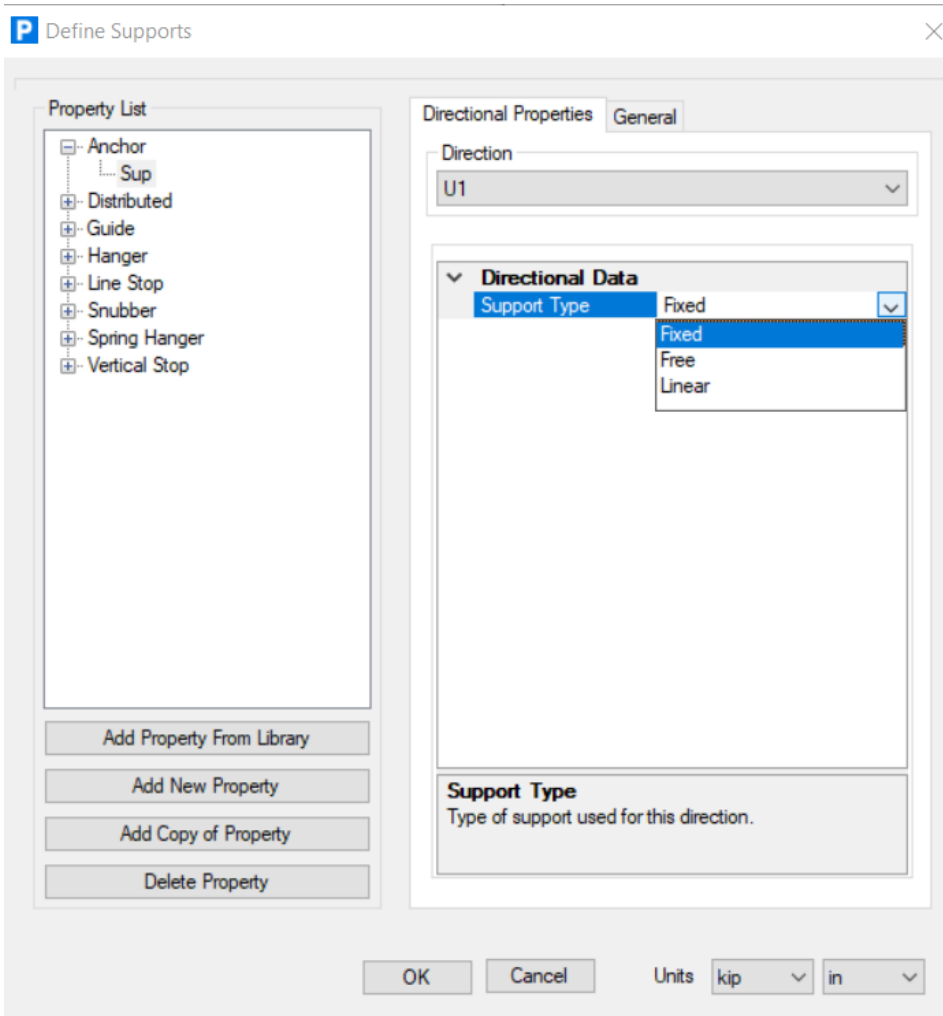 P Define Supports
Property List
Anchor
Sup
Distributed
Guide
Hanger
Line Stop
Snubber
Spring Hanger
Vertical Stop
Add Property From Library
Add New Property
Add Copy of Property
Delete Property
Directional Properties General
Direction
U1
Directional Data
Support Type Fixed
Fixed
Free
Linear
Support Type
Type of support used for this direction.
OK Cancel Units kip in